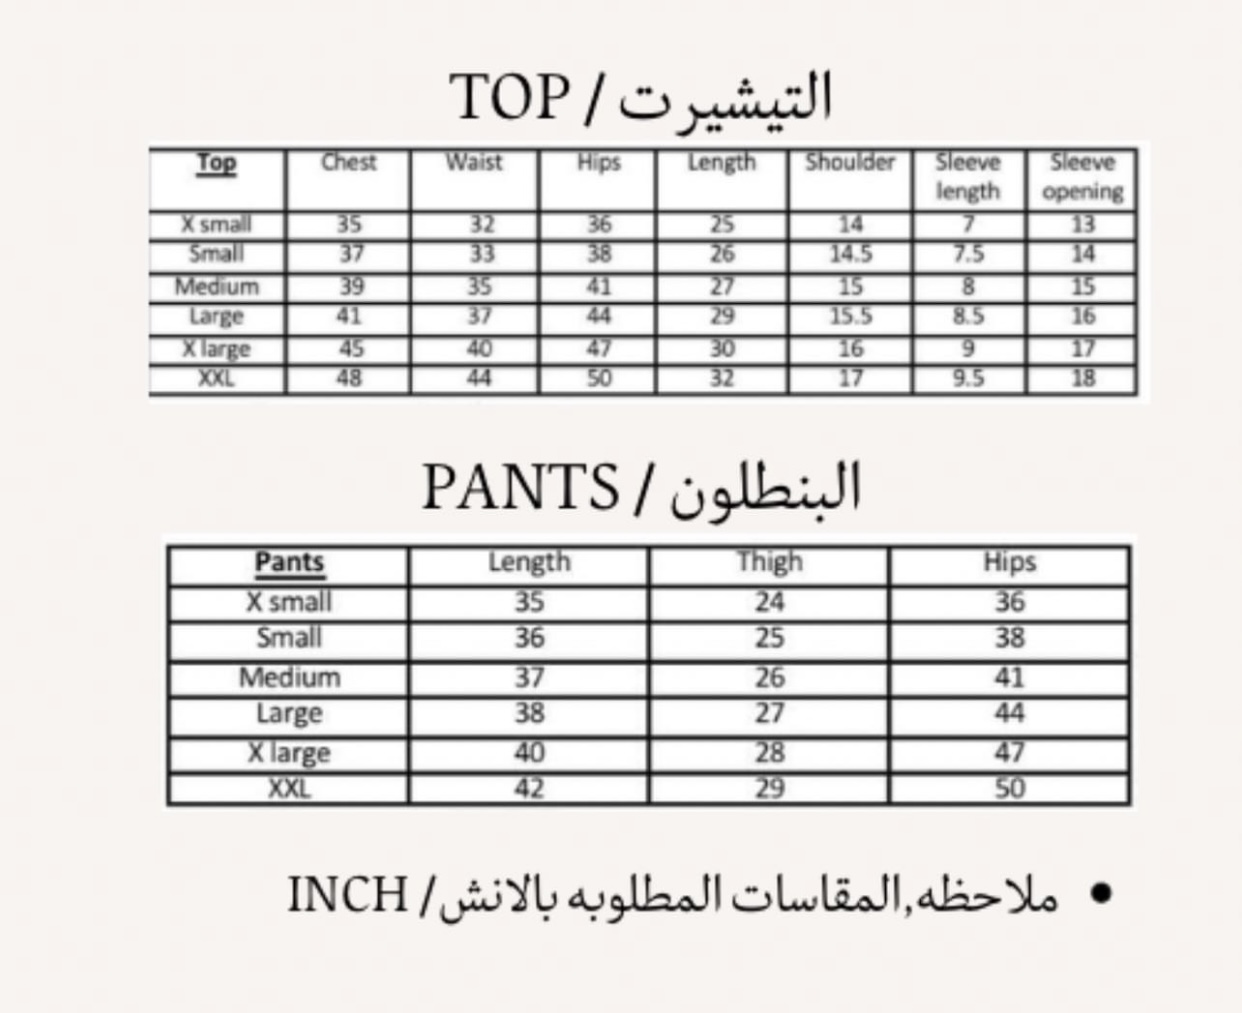 TOP / التيشيرت
Top Chest Waist Hips Length Shoulder Sleeve length Sleeve opening
X small 35 32 36 25 14 7 13
Small 37 33 38 26 14.5 7.5 14
Medium 39 35 41 27 15 8 15
Large 41 37 44 29 15.5 8.5 16
X large 45 40 47 30 16 9 17
XXL 48 44 50 32 17 9.5 18
PANTS / البنطلون
Pants Length Thigh Hips
X small 35 24 36
Small 36 25 38
Medium 37 26 41
Large 38 27 44
X large 40 28 47
XXL 42 29 50
• ملاحظه,المقاسات المطلوبه بالانش/ INCH